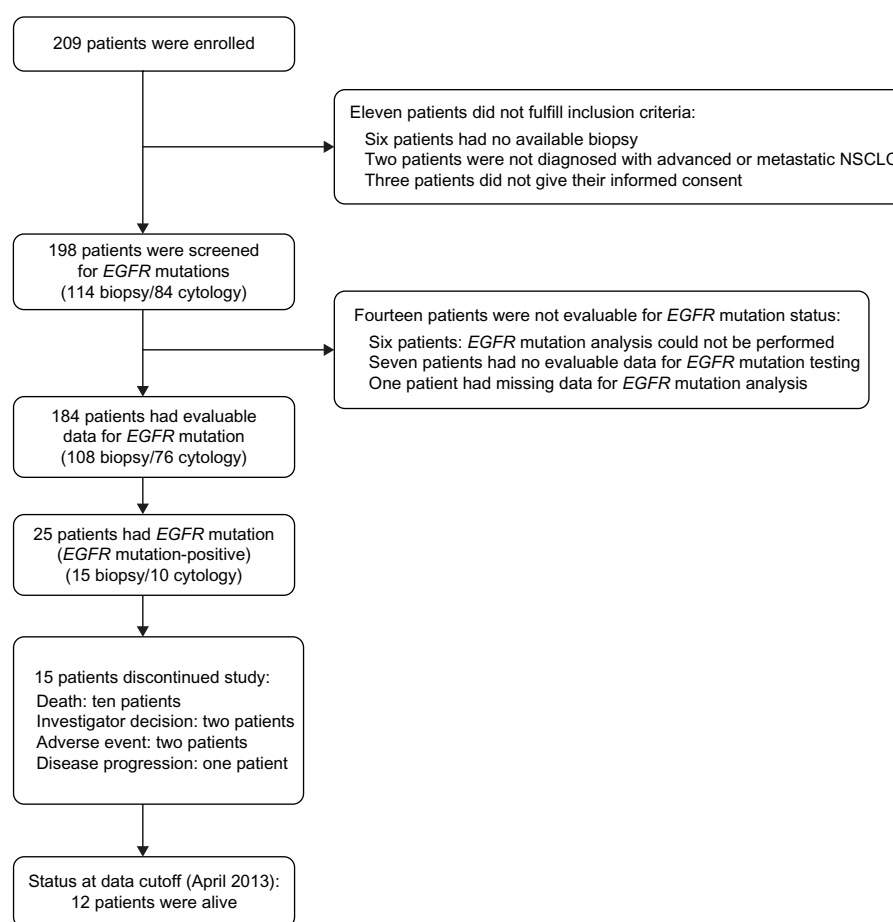 209 patients were enrolled
Eleven patients did not fulfill inclusion criteria:
Six patients had no available biopsy
Two patients were not diagnosed with advanced or metastatic NSCLC
Three patients did not give their informed consent
198 patients were screened
for EGFR mutations
(114 biopsy/84 cytology)
Fourteen patients were not evaluable for EGFR mutation status:
Six patients: EGFR mutation analysis could not be performed
Seven patients had no evaluable data for EGFR mutation testing
One patient had missing data for EGFR mutation analysis
184 patients had evaluable
data for EGFR mutation
(108 biopsy/76 cytology)
25 patients had EGFR mutation
(EGFR mutation-positive)
(15 biopsy/10 cytology)
15 patients discontinued study:
Death: ten patients
Investigator decision: two patients
Adverse event: two patients
Disease progression: one patient
Status at data cutoff (April 2013):
12 patients were alive